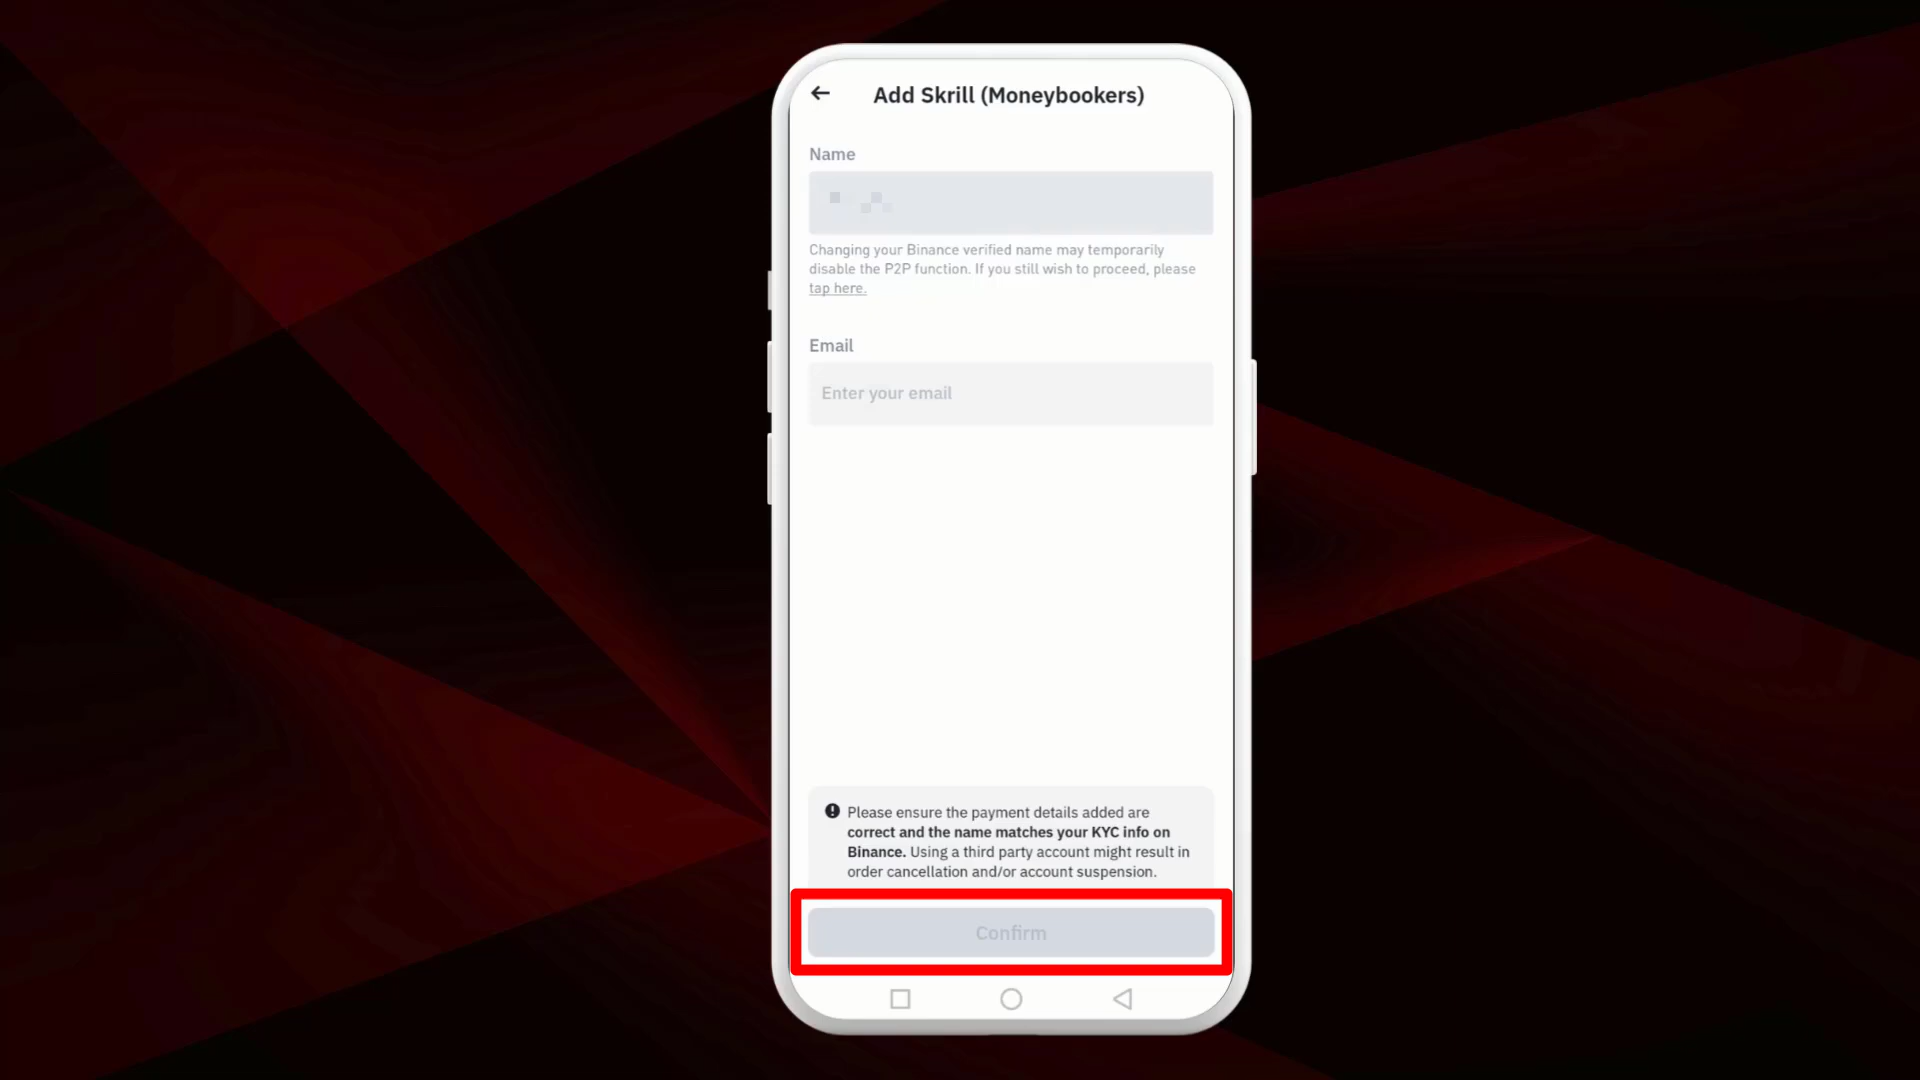 Add Skrill (Moneybookers)
Name
Changing your Binance verified name may temporarily
disable the P2P function. If you still wish to proceed, please
tap here.
Email
Enter your email
Please ensure the payment details added are
correct and the name matches your KYC info on
Binance. Using a third party account might result in
order cancellation and/or account suspension.
Confirm